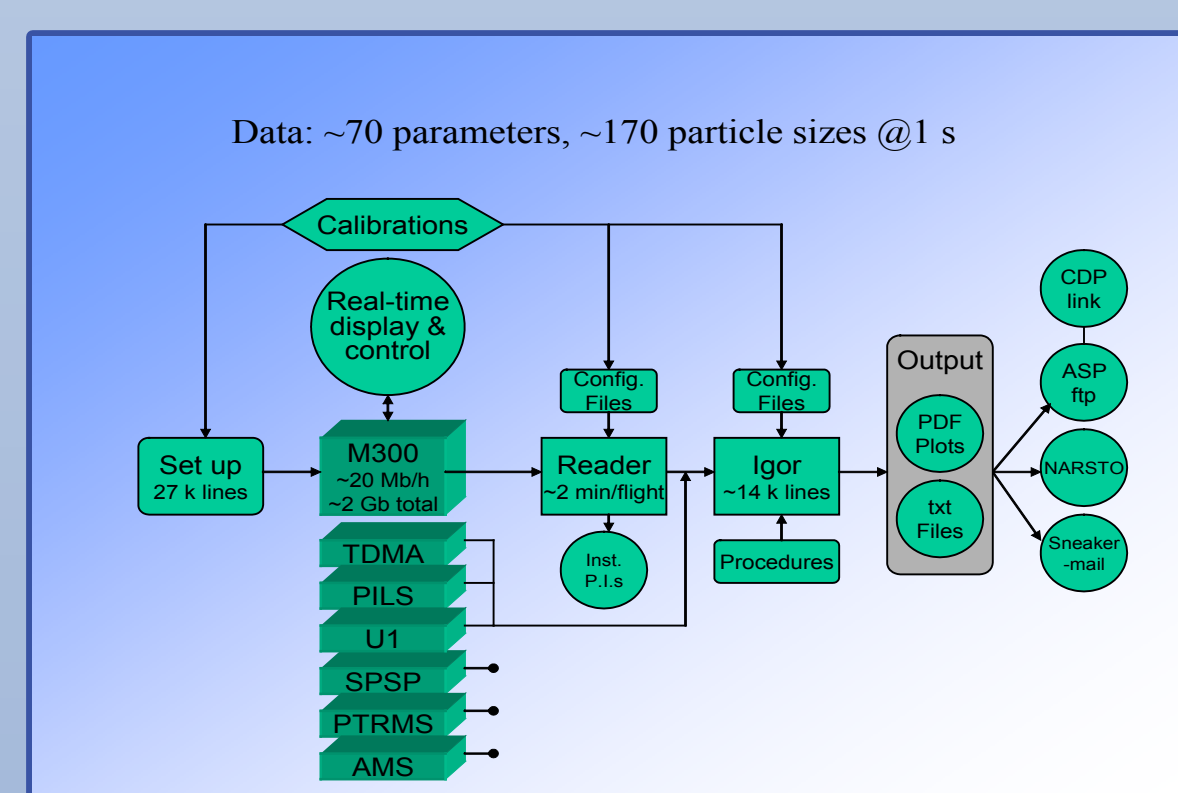 Data: ~70 parameters, ~170 particle sizes @1 s
Calibrations
Real-time
display &
control
Config.
Files
Config.
Files
Set up
27 k lines
M300
~20 Mb/h
~2 Gb total
Reader
~2 min/flight
Igor
~14 k lines
Output
PDF
Plots
txt
Files
CDP
link
ASP
ftp
NARSTO
Sneaker
-mail
Inst.
P.I.s
Procedures
TDMA
PILS
U1
SPSP
PTRMS
AMS